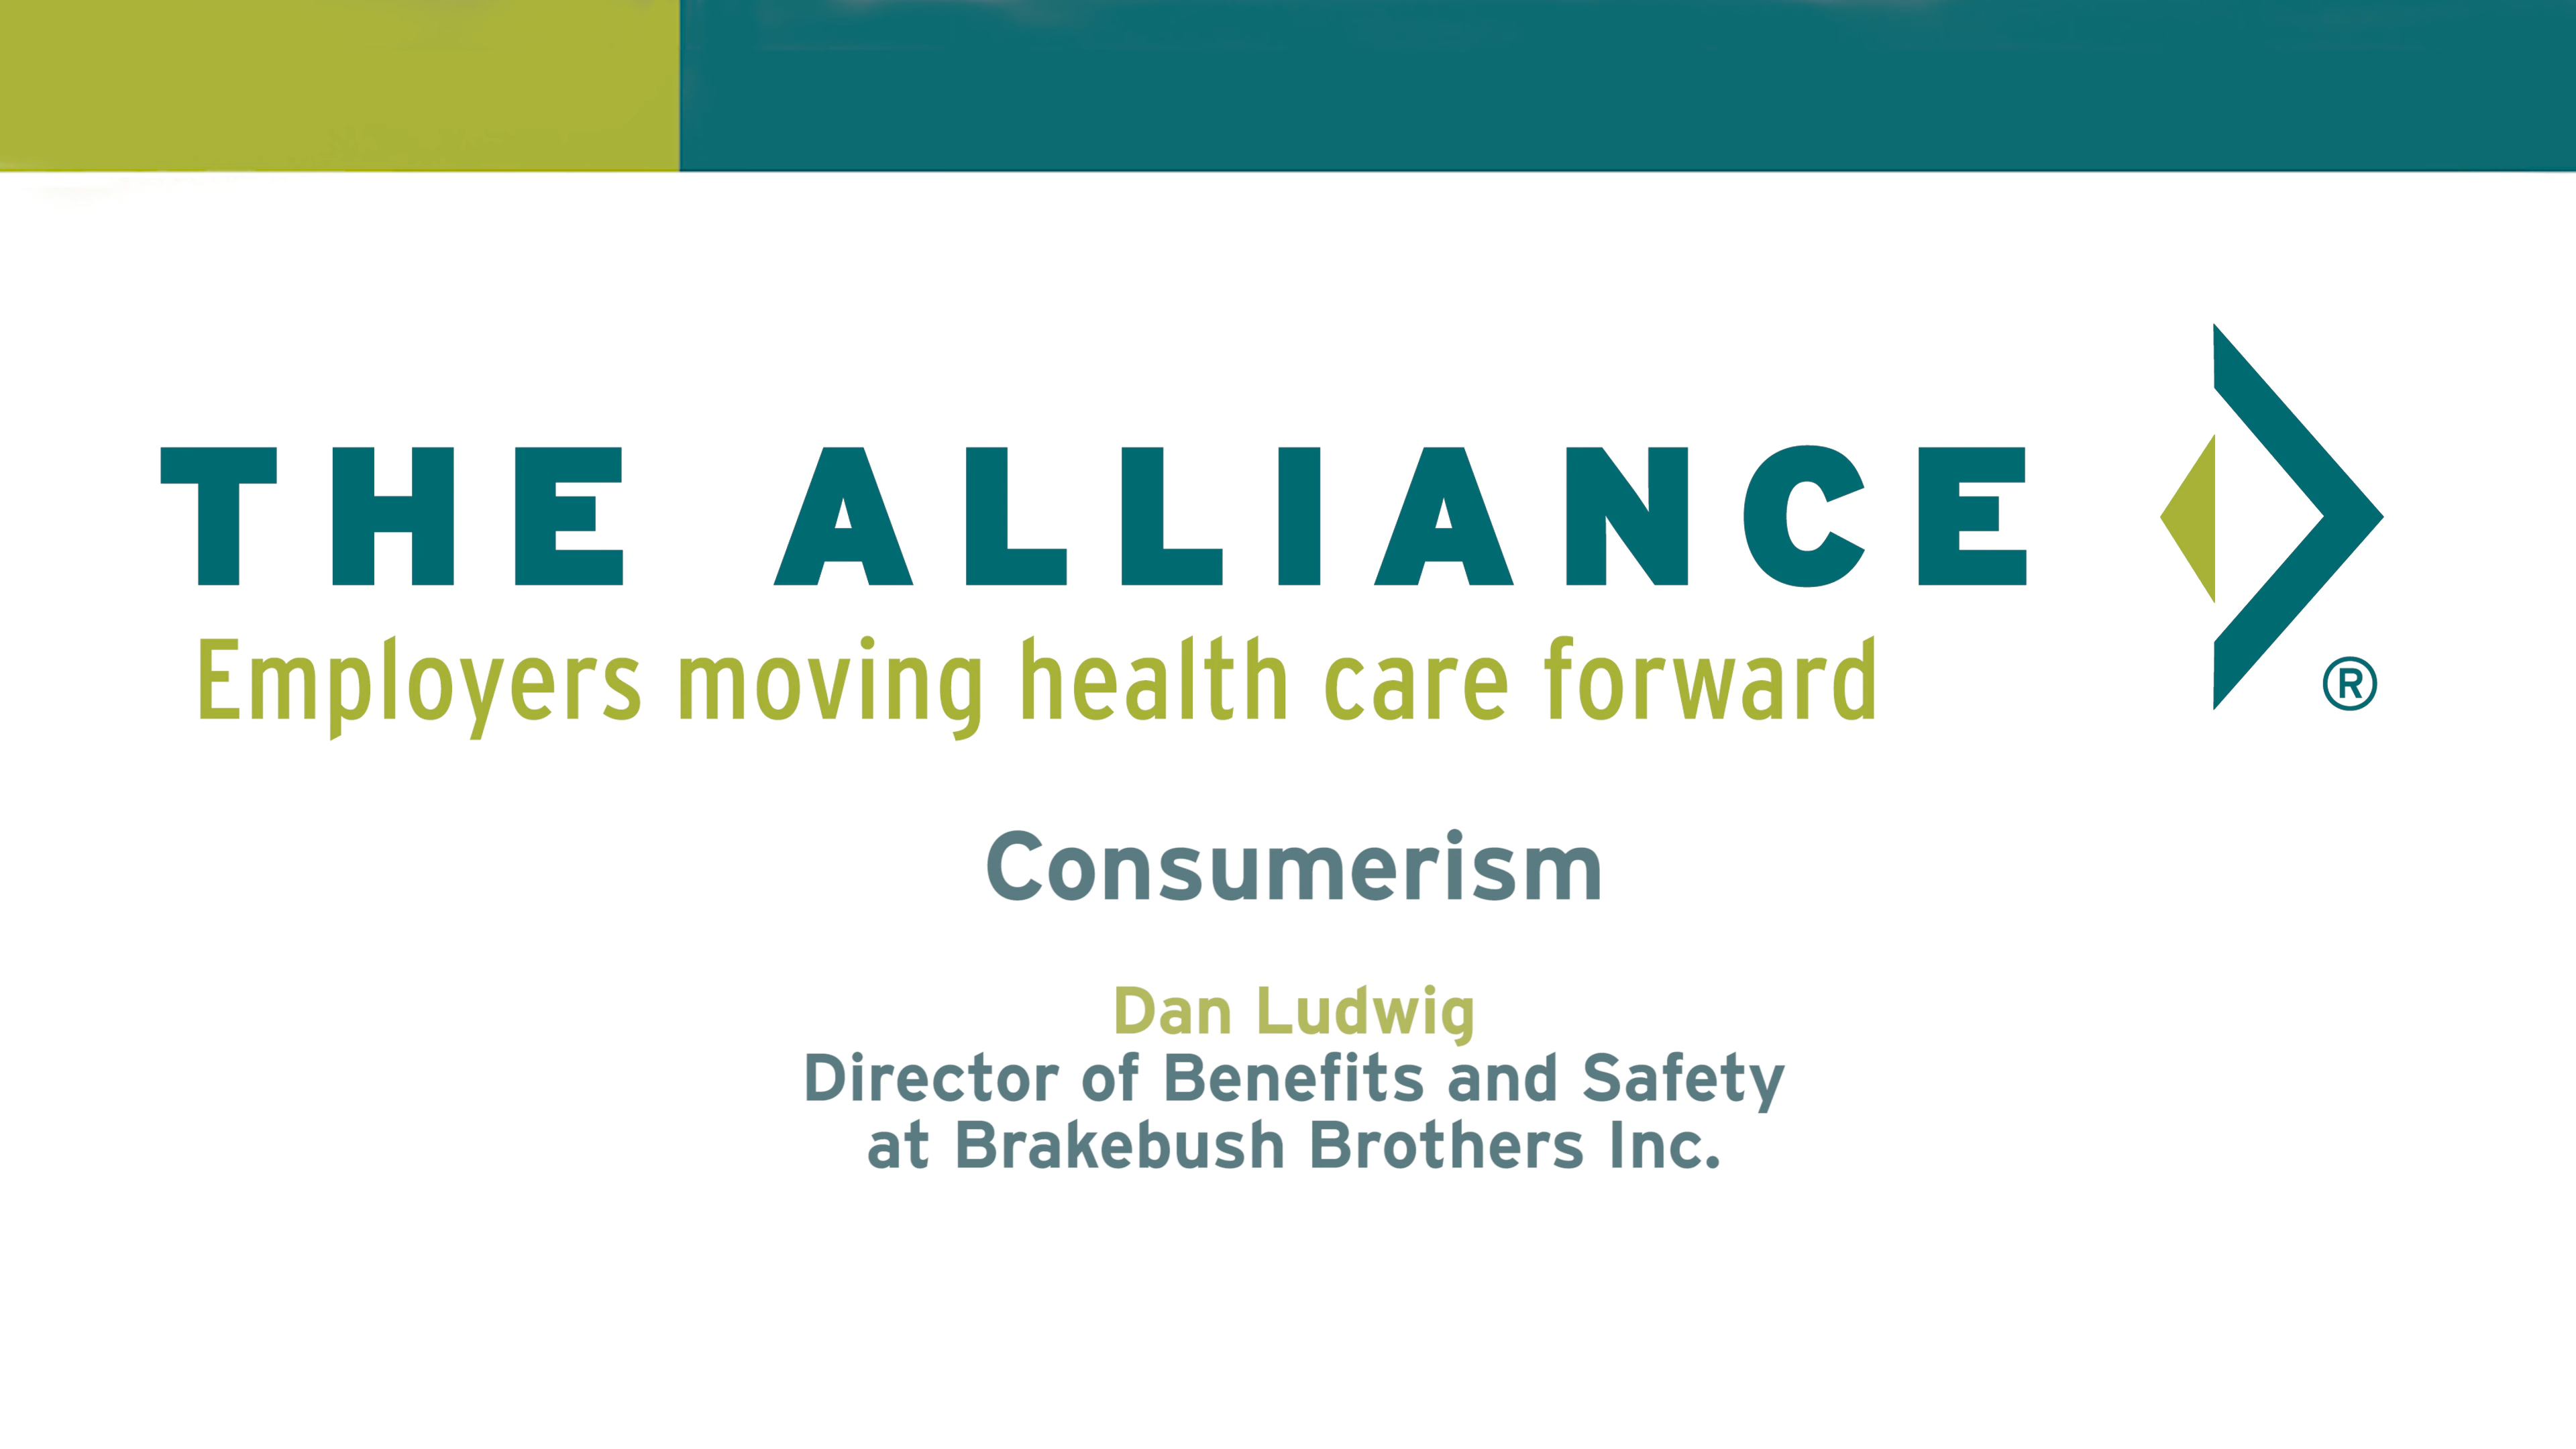 THE ALLIANCE
Employers moving health care forward
®
Consumerism
Dan Ludwig
Director of Benefits and Safety
at Brakebush Brothers Inc.